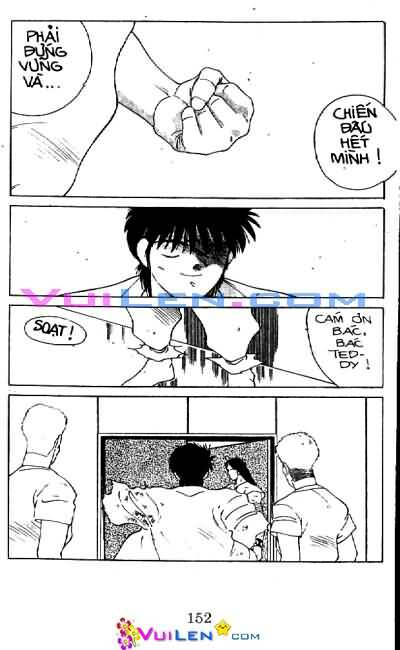 PHẢI
ĐỨNG
VỮNG
VÀ...
CHIẾN
ĐẤU
HẾT
MÌNH !
VUILEN.COM
SOẠT !
CÁM ƠN
BÁC,
BÁC
TED-
DY !
152
VUILEN.COM